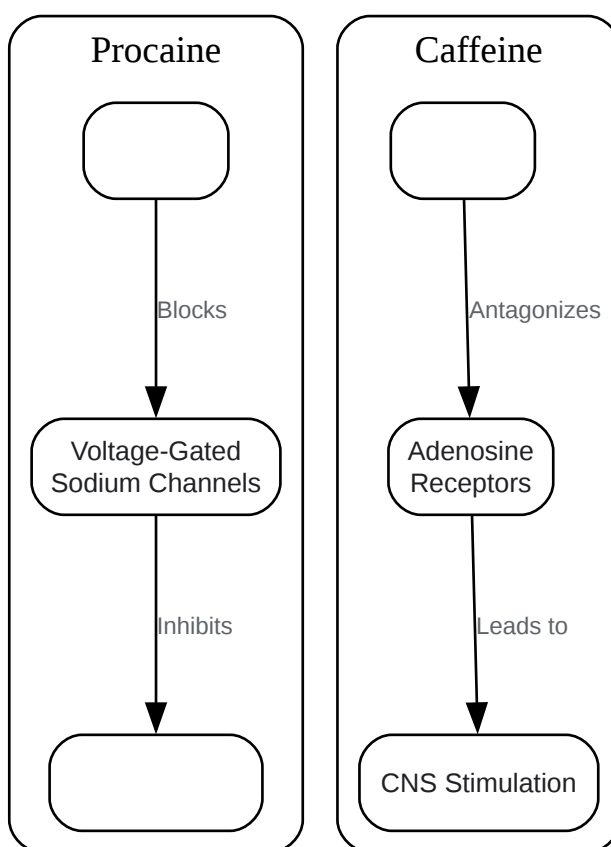 Procaine
Blocks
Voltage-Gated
Sodium Channels
Inhibits
Caffeine
Antagonizes
Adenosine
Receptors
Leads to
CNS Stimulation